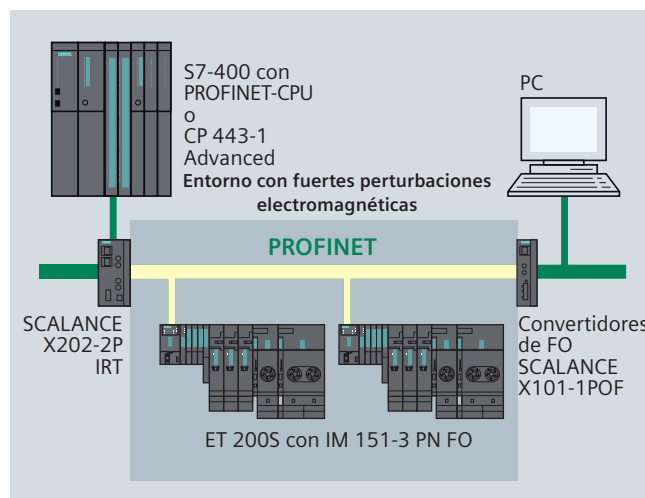 S7-400 con
PROFINET-CPU
o
CP 443-1
Advanced
PC
Entorno con fuertes perturbaciones
electromagnéticas
PROFINET
SCALANCE
X202-2P
IRT
Convertidores
de FO
SCALANCE
X101-1POF
ET 200S con IM 151-3 PN FO